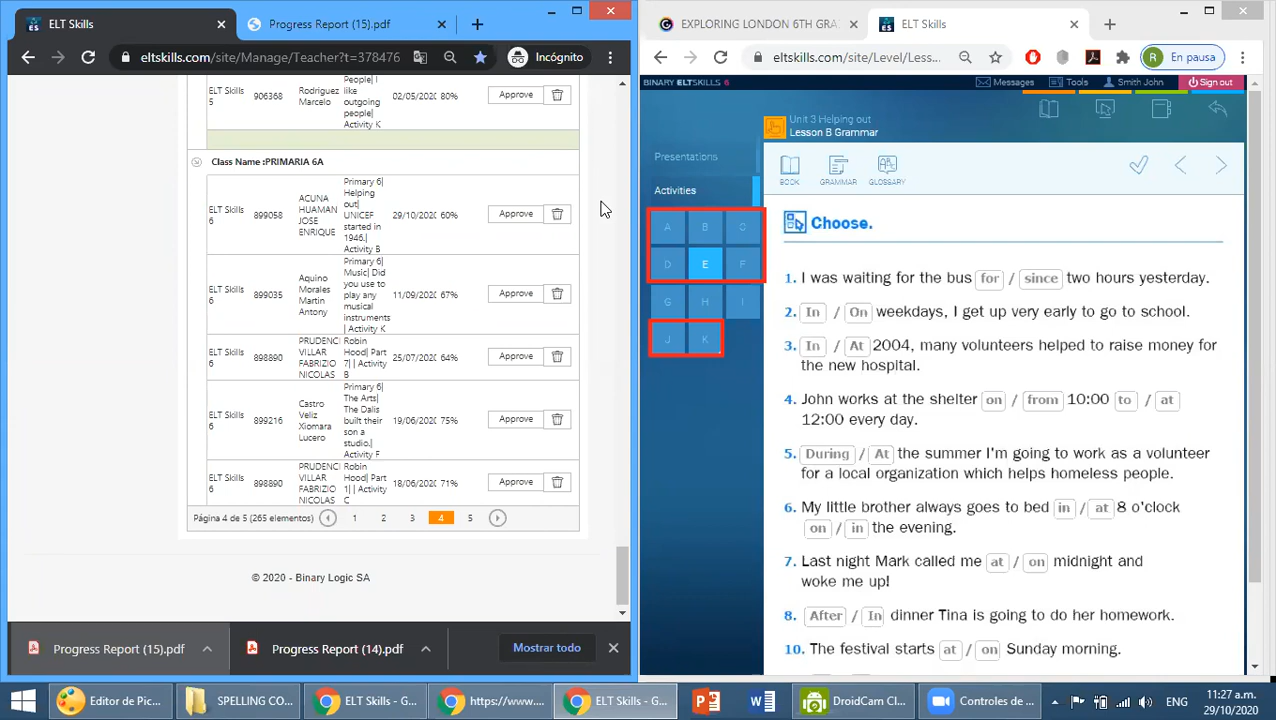 ELT Skills
Progress Report (15).pdf
eltskills.com/site/Manage/Teacher?t=378476
Incógnito
ELT Skills 5
906368
Marcelo
People| I like outgoing people| Activity K
02/05/2020
80%
Approve
Class Name :PRIMARIA 6A
ELT Skills 6
899058
ACUNA HUAMAN JOSE ENRIQUE
Primary 6| Helping out| UNICEF started in 1946.| Activity B
29/10/202
60%
Approve
ELT Skills 6
899035
Aquino Morales Martin Antony
Primary 6| Music| Did you use to play any musical instruments | Activity K
11/09/202
67%
Approve
ELT Skills 6
898890
PRUDENCI VILLAR FABRIZIO NICOLAS
Robin Hood| Part 7| | Activity B
25/07/202
64%
Approve
ELT Skills 6
899216
Castro Veliz Xiomara Lucero
Primary 6| The Arts| The Dalis built their son a studio.| Activity F
19/06/202
75%
Approve
ELT Skills 6
898890
PRUDENCI VILLAR FABRIZIO NICOLAS
Robin Hood| Part 1| | Activity C
18/06/202
71%
Approve
Página 4 de 5 (265 elementos)
1 2 3 4 5
© 2020 - Binary Logic SA
Progress Report (15).pdf
Progress Report (14).pdf
Mostrar todo
EXPLORING LONDON 6TH GRA
ELT Skills
eltskills.com/site/Level/Less
R En pausa
BINARY ELTSKILLS 6
Messages
Tools
Smith John
Sign out
Unit 3 Helping out
Lesson B Grammar
Presentations
Activities
A B C
D E F
G H I
J K
BOOK
GRAMMAR
GLOSSARY
Choose.
1. I was waiting for the bus for / since two hours yesterday.
2. In / On weekdays, I get up very early to go to school.
3. In / At 2004, many volunteers helped to raise money for
the new hospital.
4. John works at the shelter on / from 10:00 to / at
12:00 every day.
5. During / At the summer I'm going to work as a volunteer
for a local organization which helps homeless people.
6. My little brother always goes to bed in / at 8 o'clock
on / in the evening.
7. Last night Mark called me at / on midnight and
woke me up!
8. After / In dinner Tina is going to do her homework.
10. The festival starts at / on Sunday morning.
Editor de Pic...
SPELLING CO...
ELT Skills - G...
https://www....
ELT Skills - G...
DroidCam Cl...
Controles de ...
ENG
11:27 a.m.
29/10/2020